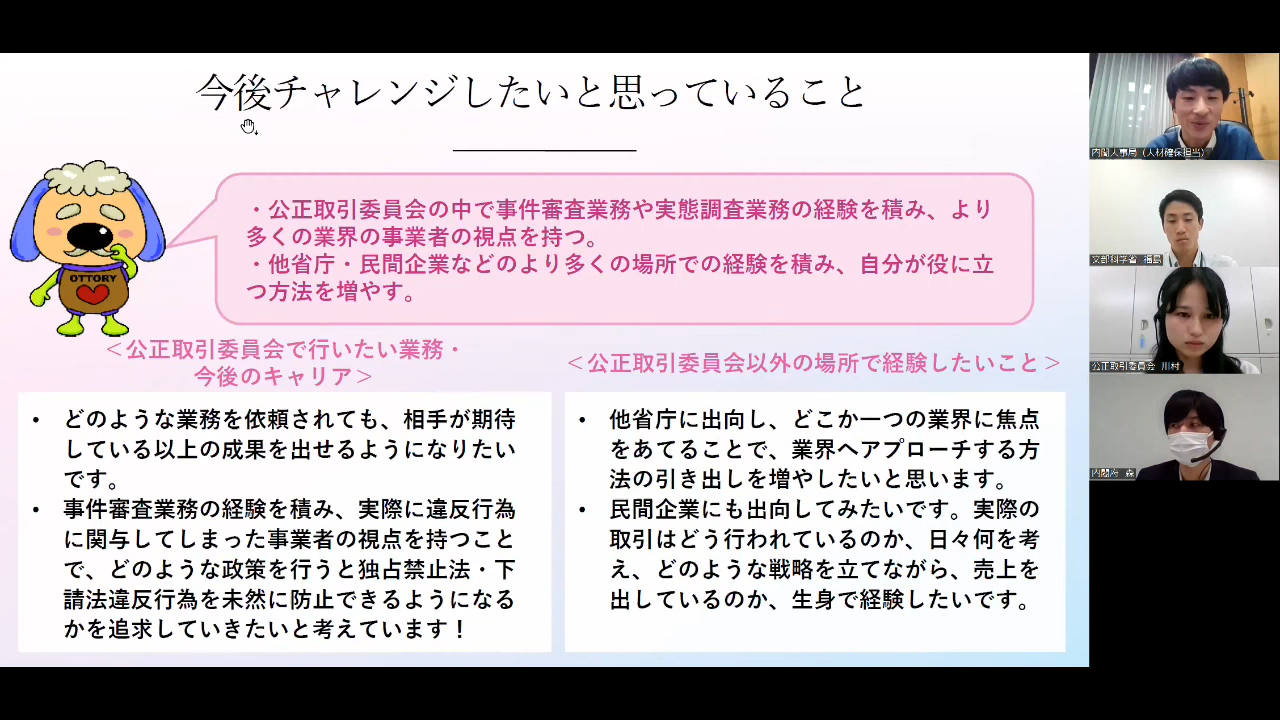 今後チャレンジしたいと思っていること
・公正取引委員会の中で事件審査業務や実態調査業務の経験を積み、より
多くの業界の事業者の視点を持つ。
・他省庁・民間企業などのより多くの場所での経験を積み、自分が役に立
つ方法を増やす。
OTTORY
＜公正取引委員会で行いたい業務・
今後のキャリア＞
• どのような業務を依頼されても、相手が期待
している以上の成果を出せるようになりたい
です。
• 事件審査業務の経験を積み、実際に違反行為
に関与してしまった事業者の視点を持つこと
で、どのような政策を行うと独占禁止法・下
請法違反行為を未然に防止できるようになる
かを追求していきたいと考えています！
＜公正取引委員会以外の場所で経験したいこと＞
• 他省庁に出向し、どこか一つの業界に焦点
をあてることで、業界へアプローチする方
法の引き出しを増やしたいと思います。
• 民間企業にも出向してみたいです。実際の
取引はどう行われているのか、日々何を考
え、どのような戦略を立てながら、売上を
出しているのか、生身で経験したいです。
内閣人事局（人材確保担当）
文部科学省 福島
公正取引委員会 川村
内閣府 森